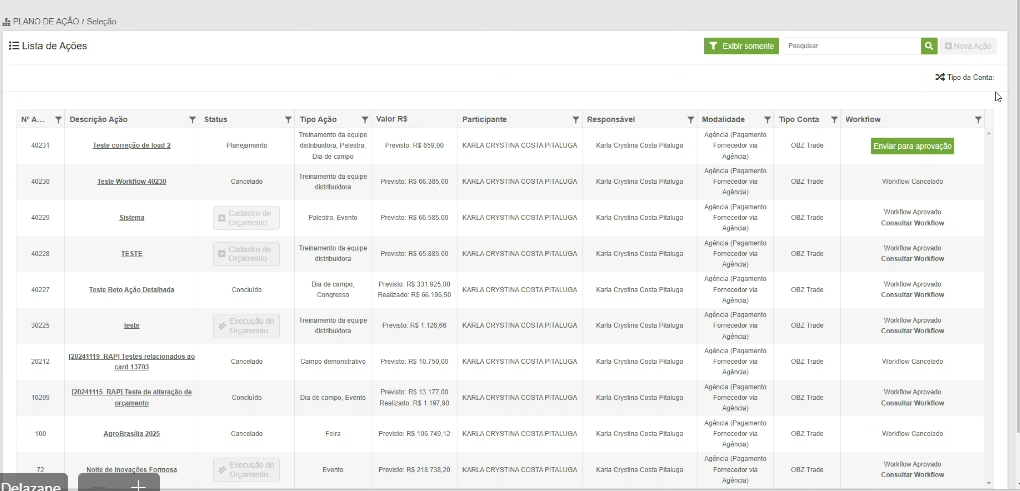 PLANO DE AÇÃO / Seleção
Lista de Ações
Exibir somente
Pesquisar
Nova Ação
Tipo da Conta:
N° A...
Descrição Ação
Status
Tipo Ação
Valor R$
Participante
Responsável
Modalidade
Tipo Conta
Workflow
40231
Teste correção de load 2
Planejamento
Treinamento da equipe
distribuidora, Palestra,
Dia de campo
Previsto: R$ 659,00
KARLA CRYSTINA COSTA PITALUGA
Karla Crystina Costa Pitaluga
Agência (Pagamento
Fornecedor via
Agência)
OBZ Trade
Enviar para aprovação
40230
Teste Workflow 40230
Cancelado
Treinamento da equipe
distribuidora
Previsto: R$ 66.385,00
KARLA CRYSTINA COSTA PITALUGA
Karla Crystina Costa Pitaluga
Agência (Pagamento
Fornecedor via
Agência)
OBZ Trade
Workflow Cancelado
40229
Sistema
Cadastro de
Orçamento
Palestra, Evento
Previsto: R$ 66.585,00
KARLA CRYSTINA COSTA PITALUGA
Karla Crystina Costa Pitaluga
Agência (Pagamento
Fornecedor via
Agência)
OBZ Trade
Workflow Aprovado
Consultar Workflow
40228
TESTE
Cadastro de
Orçamento
Treinamento da equipe
distribuidora
Previsto: R$ 65.885,00
KARLA CRYSTINA COSTA PITALUGA
Karla Crystina Costa Pitaluga
Agência (Pagamento
Fornecedor via
Agência)
OBZ Trade
Workflow Aprovado
Consultar Workflow
40227
Teste Beto Ação Detalhada
Concluído
Dia de campo,
Congresso
Previsto: R$ 331.925,00
Realizado: R$ 66.196,50
KARLA CRYSTINA COSTA PITALUGA
Karla Crystina Costa Pitaluga
Agência (Pagamento
Fornecedor via
Agência)
OBZ Trade
Workflow Aprovado
Consultar Workflow
30225
teste
Execução do
Orçamento
Treinamento da equipe
distribuidora
Previsto: R$ 1.126,66
KARLA CRYSTINA COSTA PITALUGA
Karla Crystina Costa Pitaluga
Agência (Pagamento
Fornecedor via
Agência)
OBZ Trade
Workflow Aprovado
Consultar Workflow
20212
[20241119_RAP] Testes relacionados ao
card 13703
Cancelado
Campo demonstrativo
Previsto: R$ 10.750,00
KARLA CRYSTINA COSTA PITALUGA
Karla Crystina Costa Pitaluga
Agência (Pagamento
Fornecedor via
Agência)
OBZ Trade
Workflow Cancelado
10209
[20241115_RAP] Teste de alteração de
orçamento
Concluído
Dia de campo, Evento
Previsto: R$ 13.177,00
Realizado: R$ 1.197,90
KARLA CRYSTINA COSTA PITALUGA
Karla Crystina Costa Pitaluga
Agência (Pagamento
Fornecedor via
Agência)
OBZ Trade
Workflow Aprovado
Consultar Workflow
100
AgroBrasília 2025
Cancelado
Feira
Previsto: R$ 106.749,12
KARLA CRYSTINA COSTA PITALUGA
Karla Crystina Costa Pitaluga
Agência (Pagamento
Fornecedor via
Agência)
OBZ Trade
Workflow Cancelado
72
Noite de Inovações Formosa
Execução do
Orçamento
Evento
Previsto: R$ 218.738,20
KARLA CRYSTINA COSTA PITALUGA
Karla Crystina Costa Pitaluga
Agência (Pagamento
Fornecedor via
Agência)
OBZ Trade
Workflow Aprovado
Consultar Workflow
Delazane